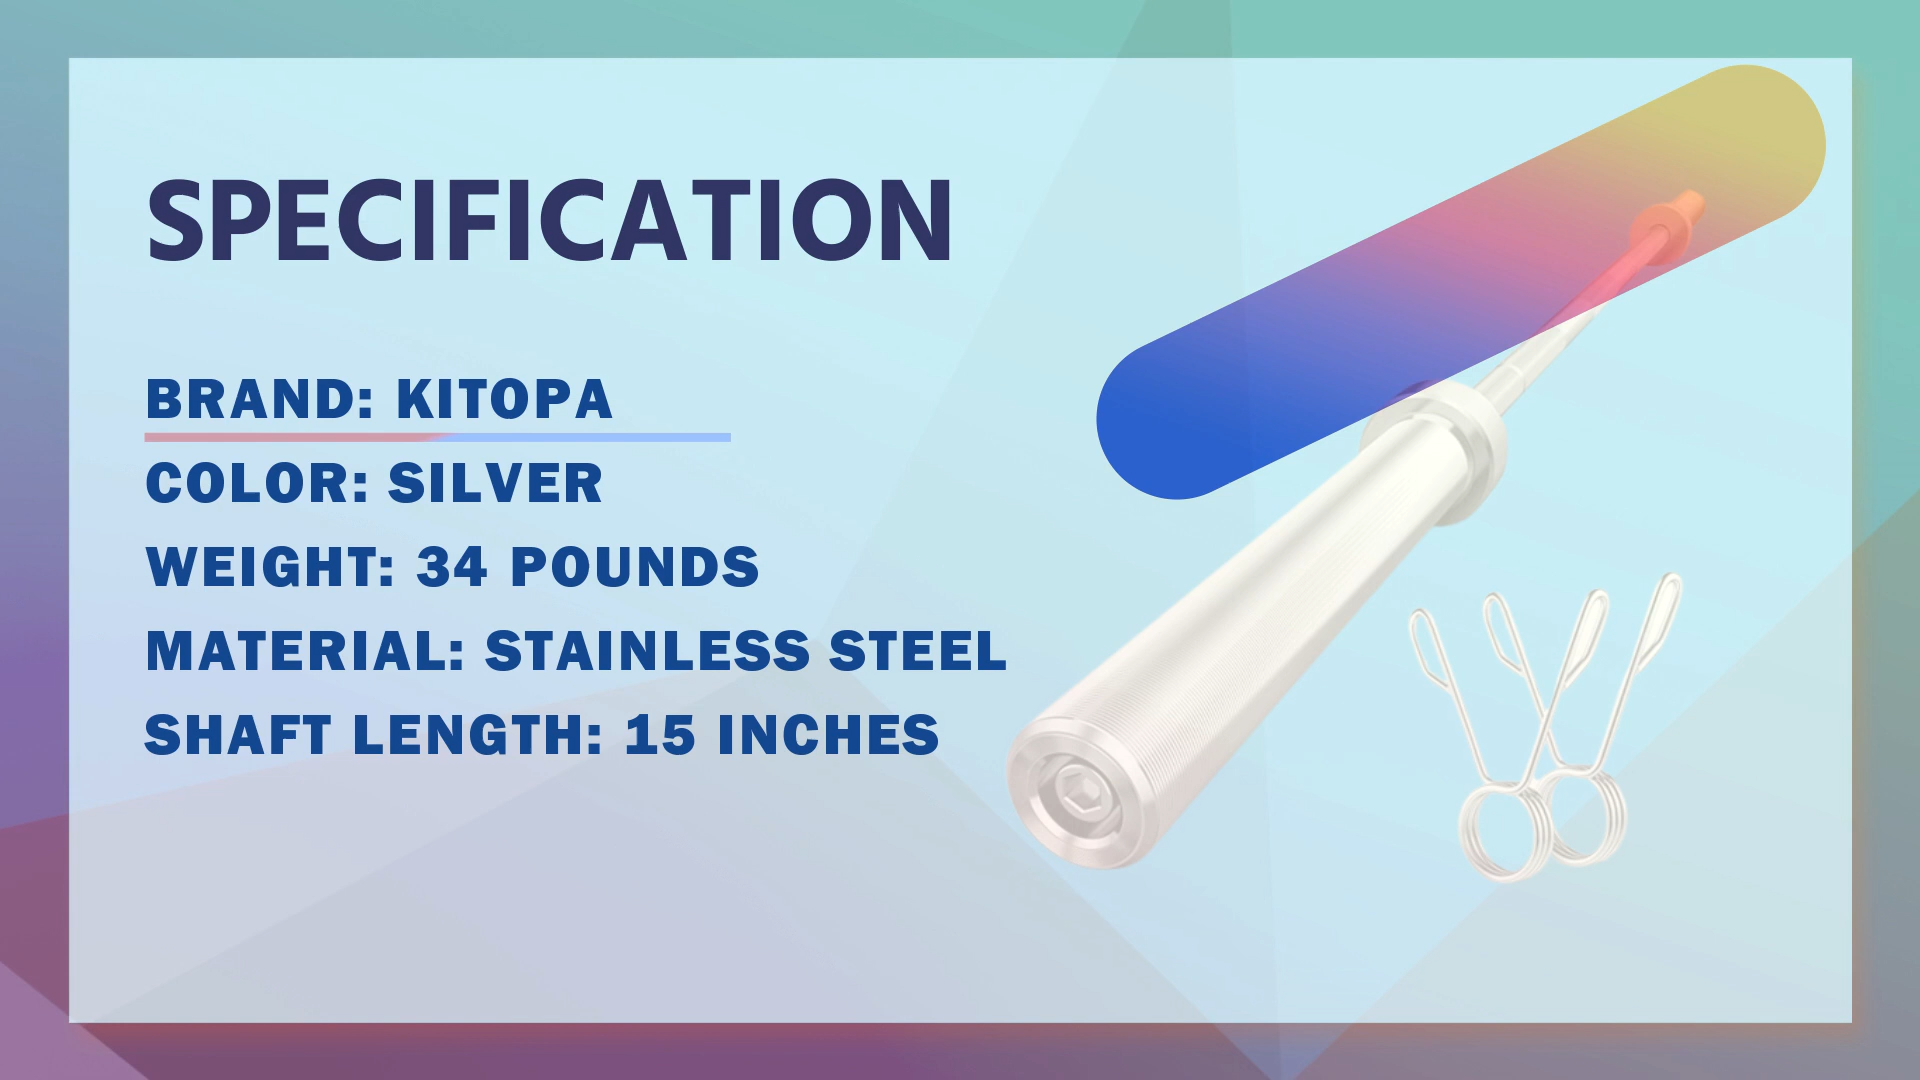 SPECIFICATION
BRAND: KITOPA
COLOR: SILVER
WEIGHT: 34 POUNDS
MATERIAL: STAINLESS STEEL
SHAFT LENGTH: 15 INCHES